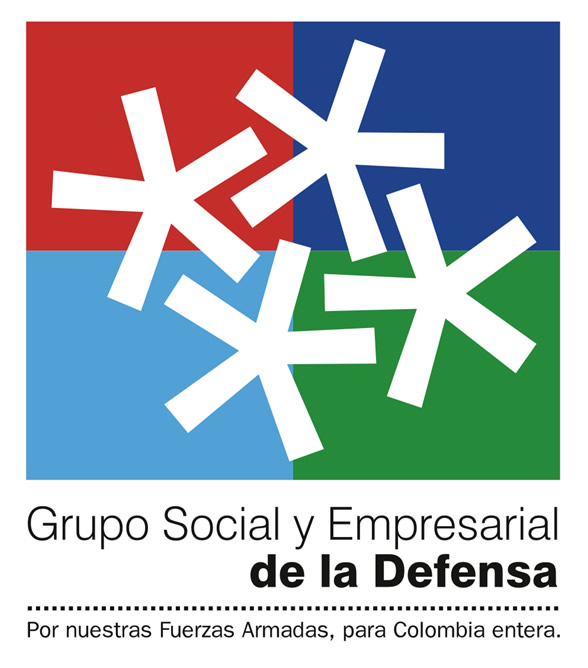 Grupo Social y Empresarial
de la Defensa
Por nuestras Fuerzas Armadas, para Colombia entera.